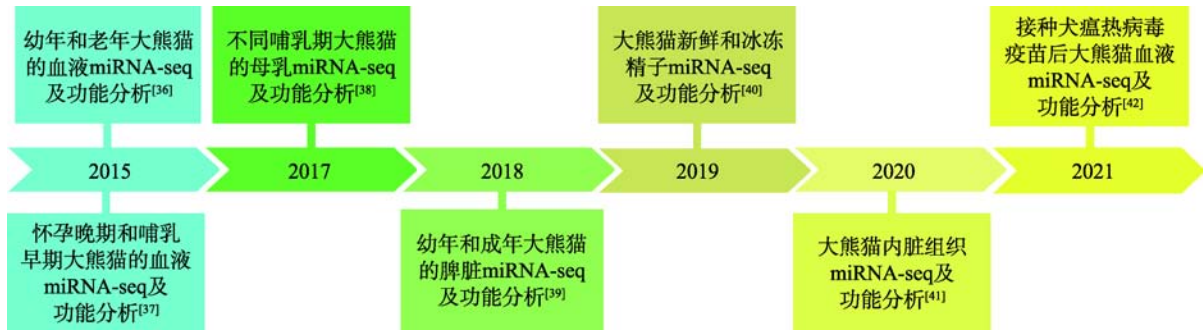 幼年和老年大熊猫
的血液miRNA-seq
及功能分析[36]
不同哺乳期大熊猫
的母乳miRNA-seq
及功能分析[38]
大熊猫新鲜和冰冻
精子miRNA-seq
及功能分析[40]
接种犬瘟热病毒
疫苗后大熊猫血液
miRNA-seq及
功能分析[42]
2015
2017
2018
2019
2020
2021
怀孕晚期和哺乳
早期大熊猫的血液
miRNA-seq及
功能分析[37]
幼年和成年大熊猫
的脾脏miRNA-seq
及功能分析[39]
大熊猫内脏组织
miRNA-seq及
功能分析[41]